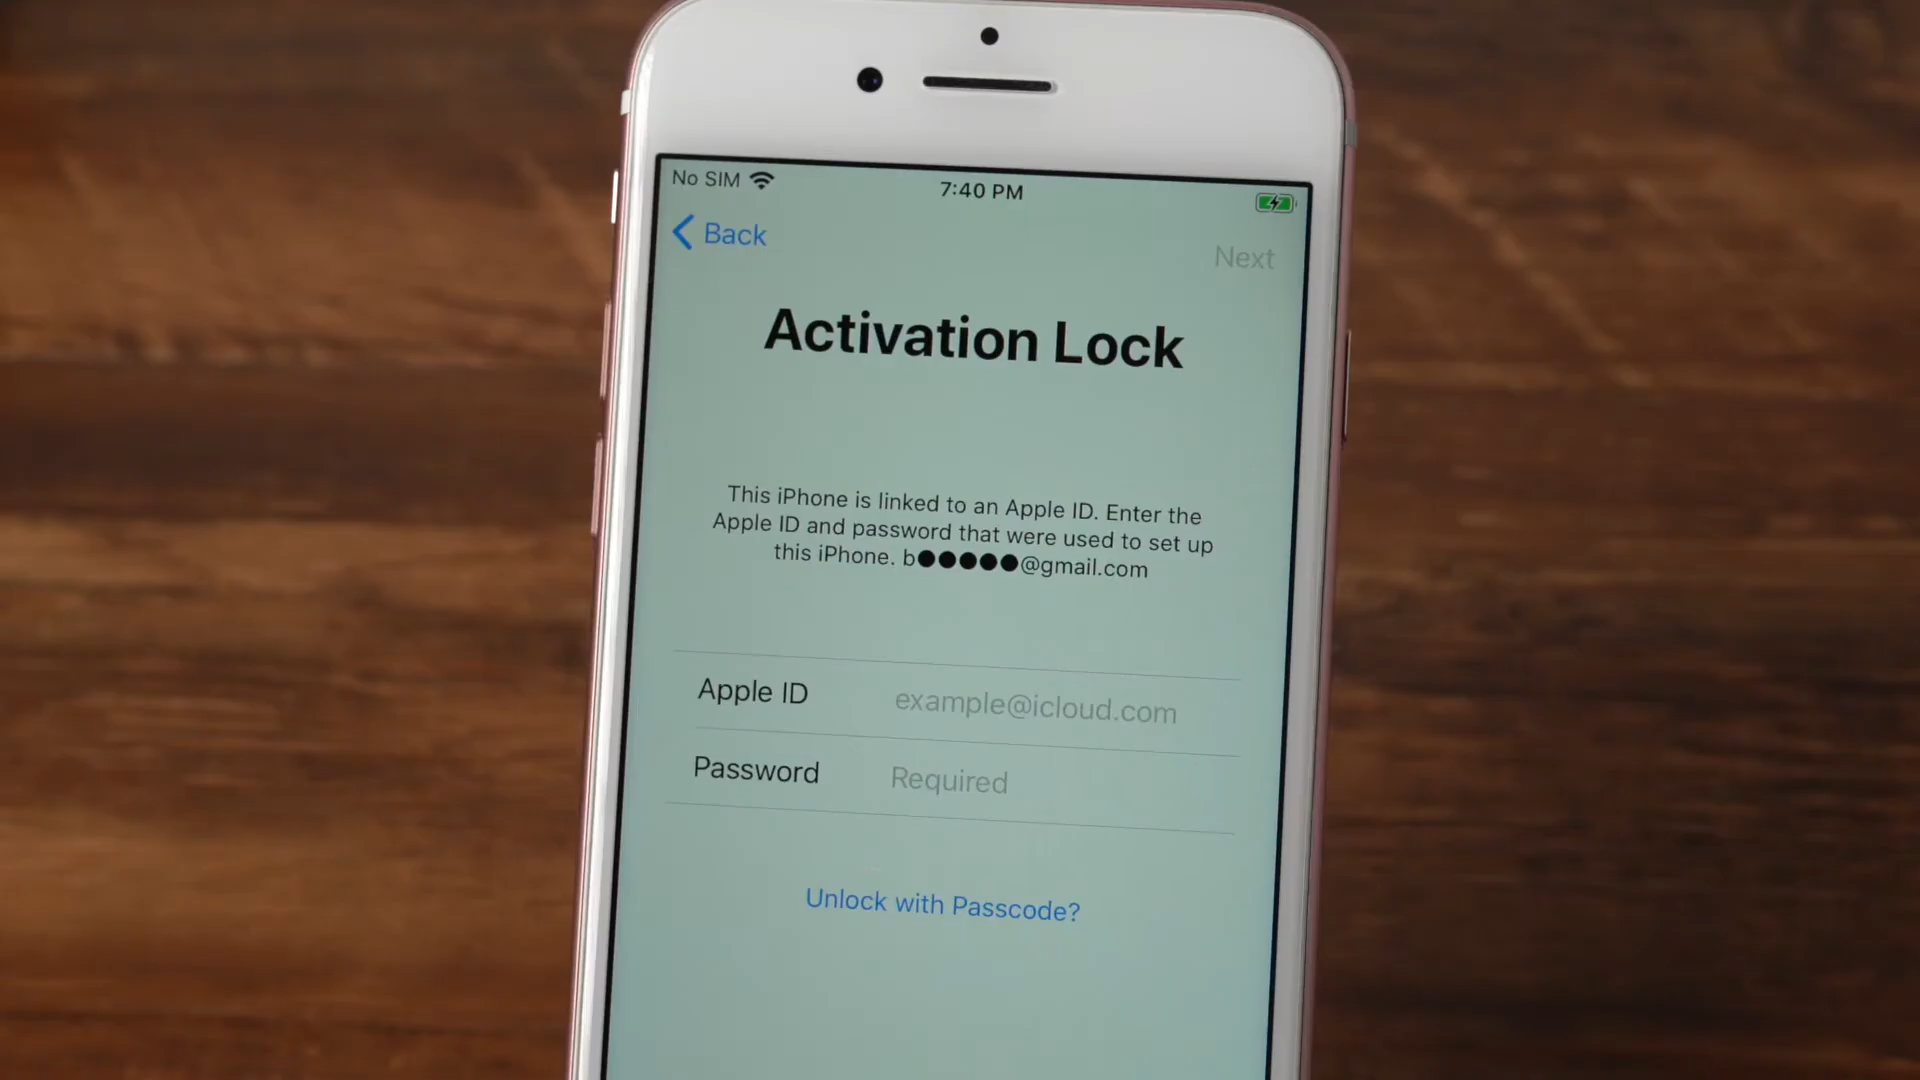 No SIM
7:40 PM
Back
Next
Activation Lock
This iPhone is linked to an Apple ID. Enter the
Apple ID and password that were used to set up
this iPhone. b●●●●●@gmail.com
Apple ID example@icloud.com
Password Required
Unlock with Passcode?